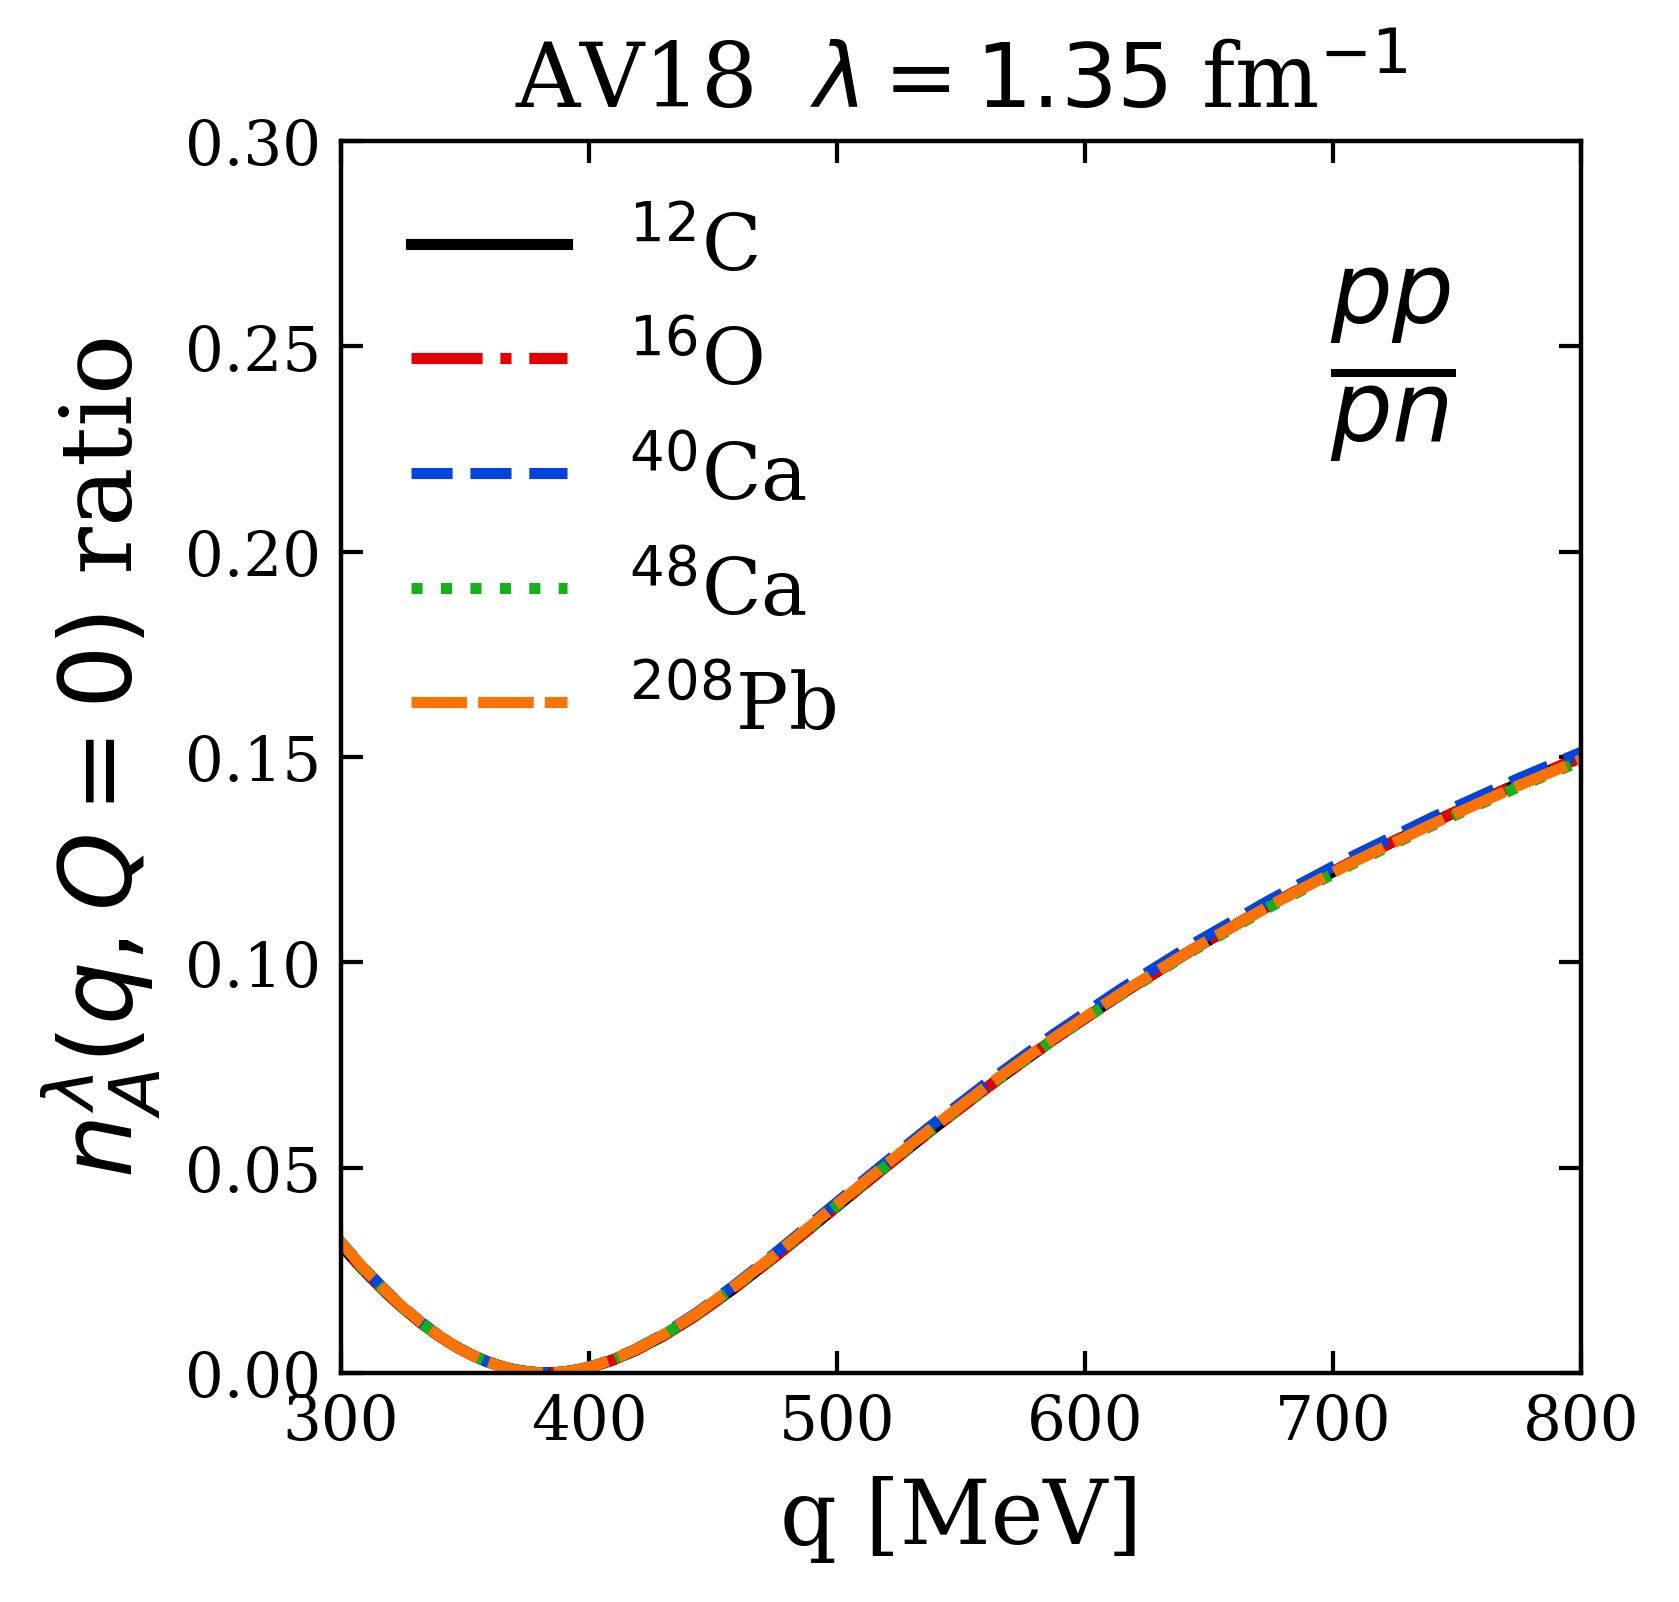 AV18 λ = 1.35 fm⁻¹
n_A^λ(q, Q = 0) ratio
0.30
0.25
0.20
0.15
0.10
0.05
0.00
¹²C
¹⁶O
⁴⁰Ca
⁴⁸Ca
²⁰⁸Pb
pp
pn
300 400 500 600 700 800
q [MeV]